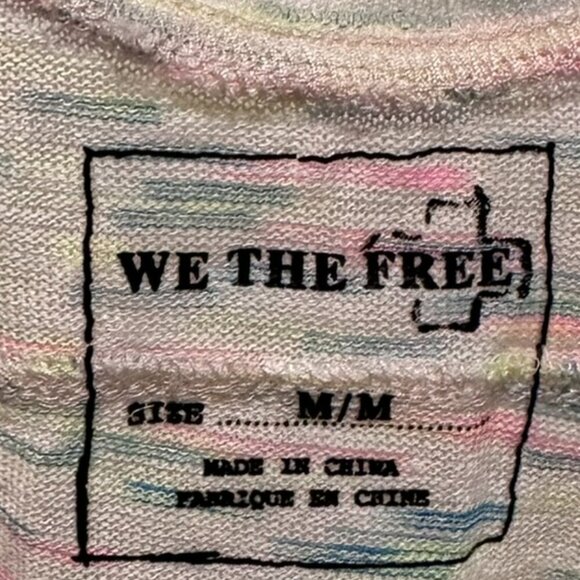 WE THE FREE
SIZE ........ M/M ........
MADE IN CHINA
FABRIQUE EN CHINE